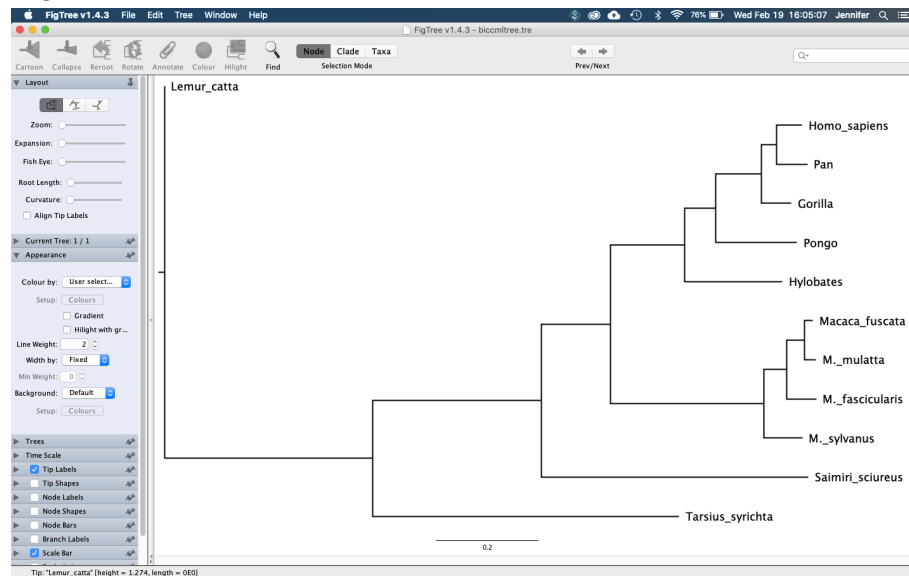 FigTree v1.4.3 File Edit Tree Window Help 76% Wed Feb 19 16:05:07 Jennifer
FigTree v1.4.3 - biccmltree.tre
Cartoon Collapse Reroot Rotate Annotate Colour Hilight Find
Node Clade Taxa
Selection Mode
Prev/Next
Layout
Zoom:
Expansion:
Fish Eye:
Root Length:
Curvature:
Align Tip Labels
Current Tree: 1 / 1
Appearance
Colour by: User select...
Setup: Colours
Gradient
Hilight with gr...
Line Weight: 2
Width by: Fixed
Min Weight: 0
Background: Default
Setup: Colours
Trees
Time Scale
Tip Labels
Tip Shapes
Node Labels
Node Shapes
Node Bars
Branch Labels
Scale Bar
Lemur_catta
Homo_sapiens
Pan
Gorilla
Pongo
Hylobates
Macaca_fuscata
M._mulatta
M._fascicularis
M._sylvanus
Saimiri_sciureus
Tarsius_syrichta
0.2
Tip: "Lemur_catta" [height = 1.274, length = 0E0]